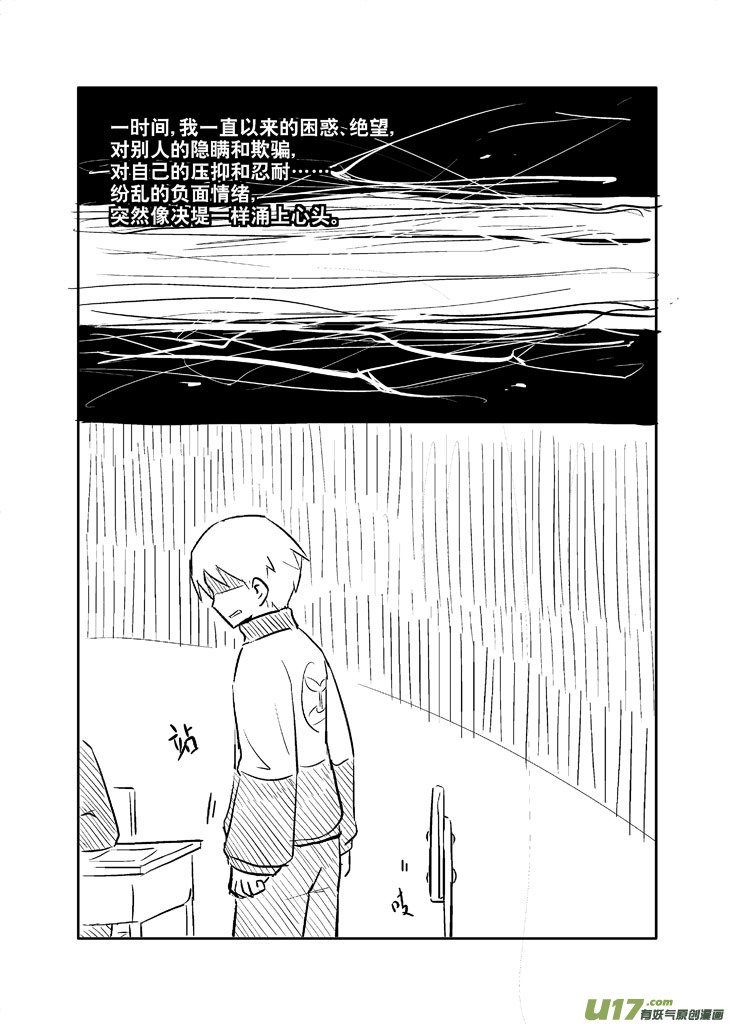 一时间，我一直以来的困惑、绝望，
对别人的隐瞒和欺骗，
对自己的压抑和忍耐……
纷乱的负面情绪，
突然像决堤一样涌上心头。
站
吱
U17.com
有妖气原创漫画